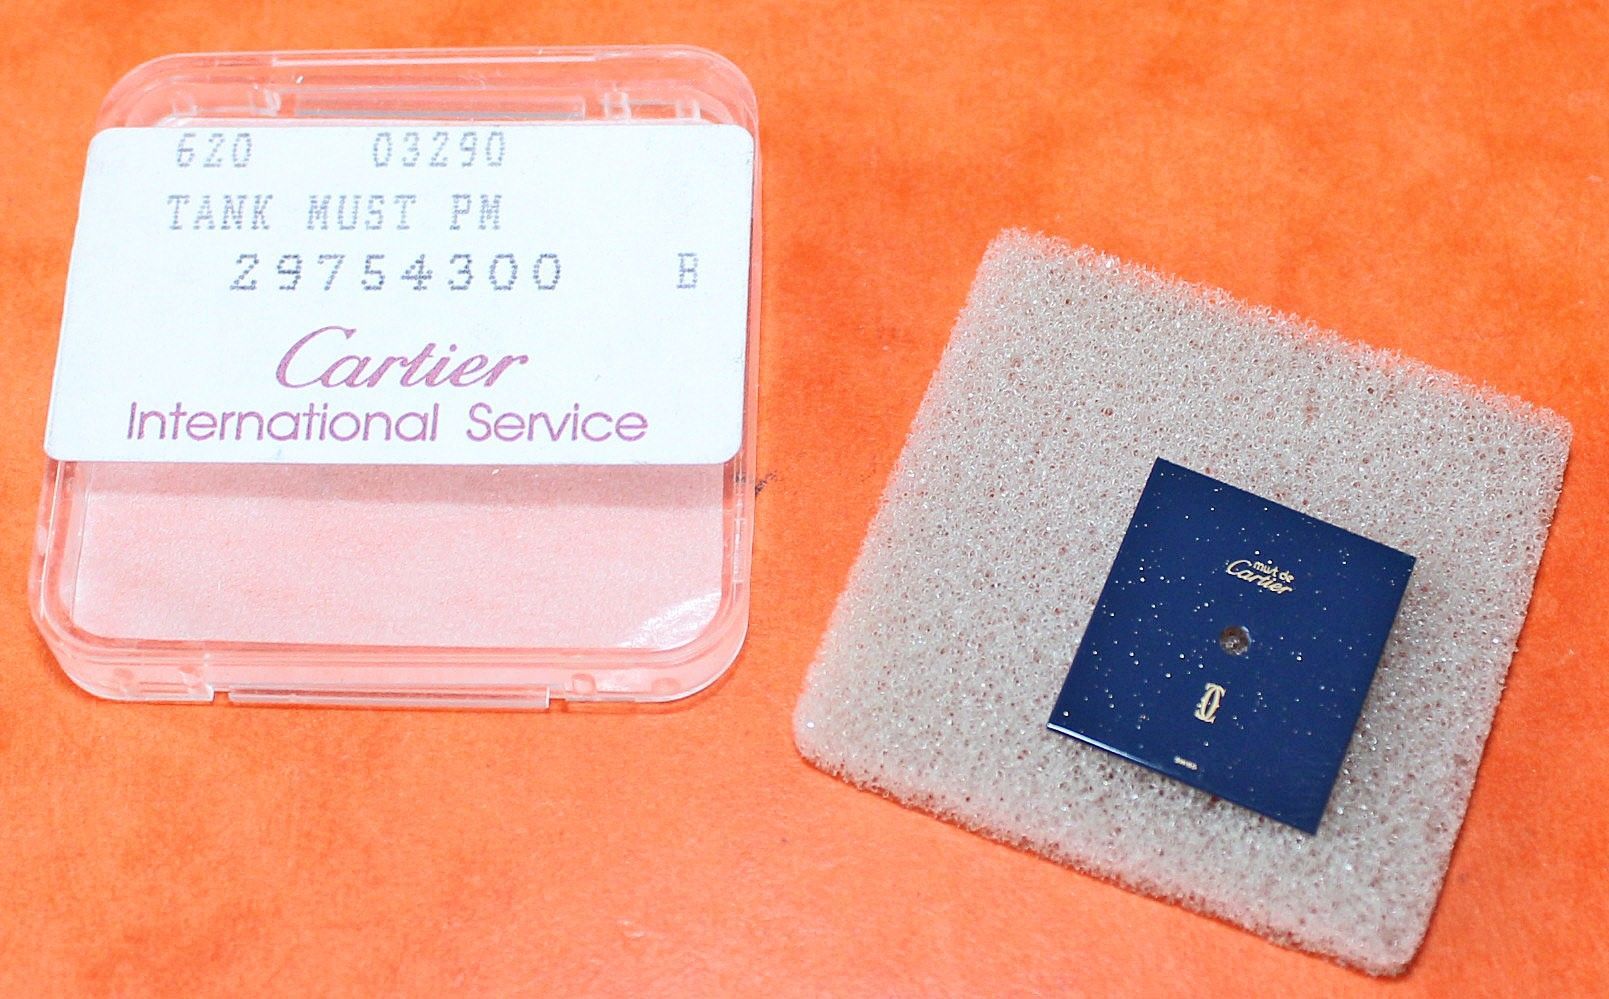 620 03290
TANK MUST PM
29754300 B
Cartier
International Service
must de
Cartier